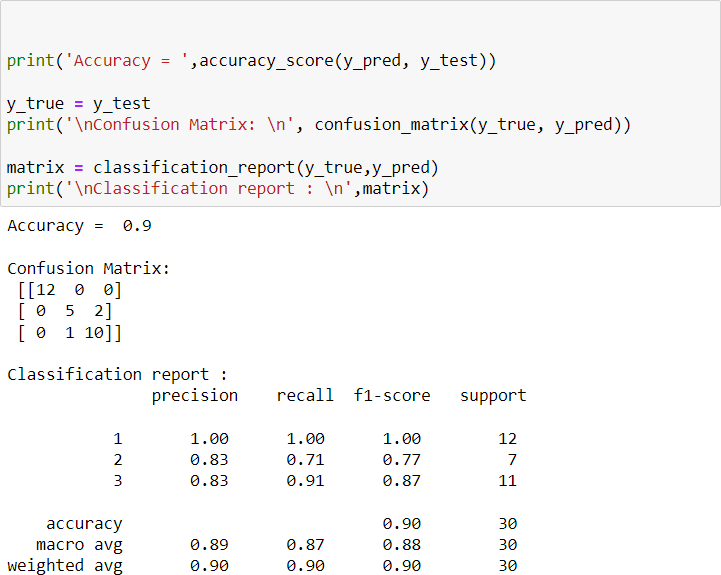 print('Accuracy = ',accuracy_score(y_pred, y_test))
y_true = y_test
print('\nConfusion Matrix: \n', confusion_matrix(y_true, y_pred))
matrix = classification_report(y_true,y_pred)
print('\nClassification report : \n',matrix)
Accuracy =  0.9
Confusion Matrix:
 [[12  0  0]
 [ 0  5  2]
 [ 0  1 10]]
Classification report :
               precision    recall  f1-score   support
           1       1.00      1.00      1.00        12
           2       0.83      0.71      0.77         7
           3       0.83      0.91      0.87        11
    accuracy                           0.90        30
   macro avg       0.89      0.87      0.88        30
weighted avg       0.90      0.90      0.90        30